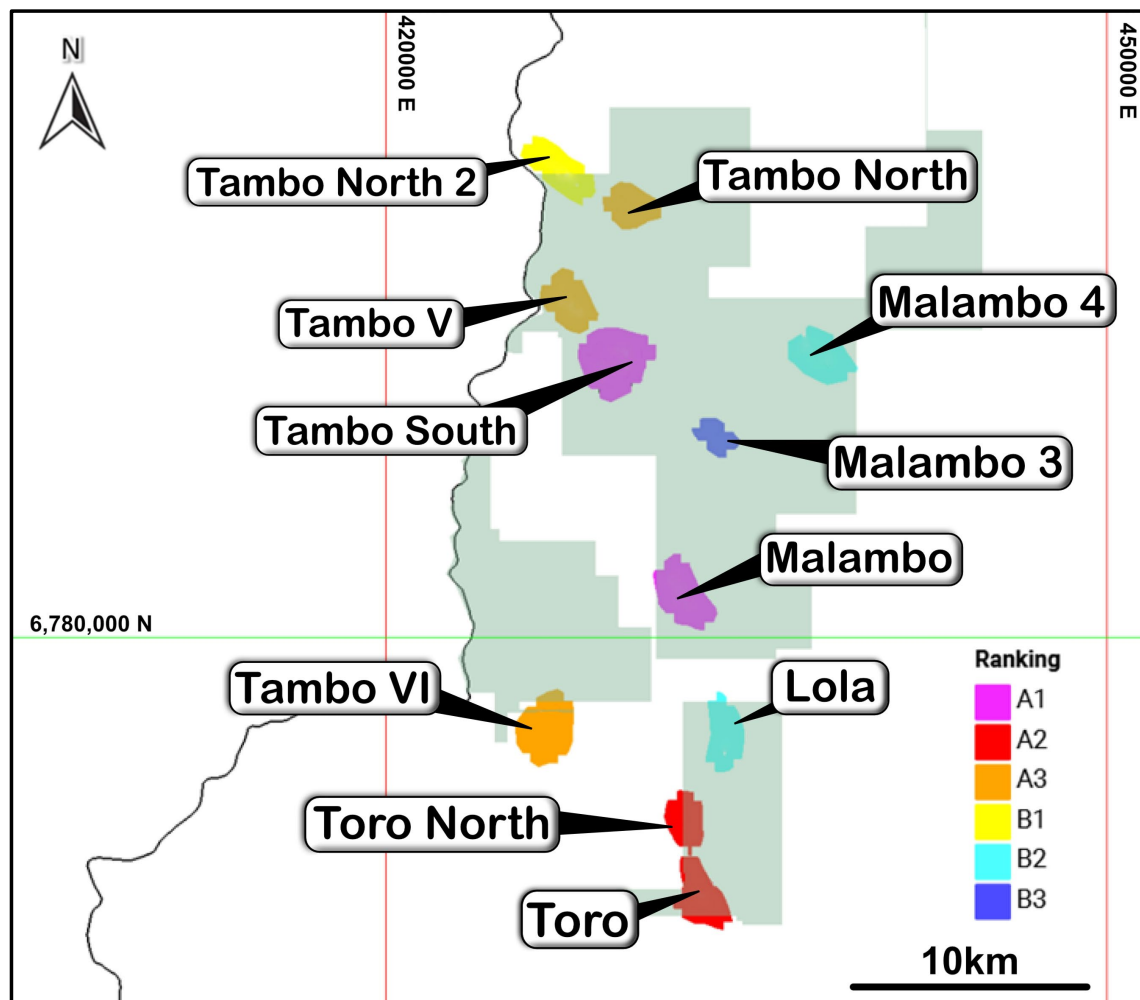 N
420000 E
450000 E
Tambo North 2
Tambo North
Tambo V
Malambo 4
Tambo South
Malambo 3
Malambo
6,780,000 N
Tambo VI
Lola
Toro North
Toro
Ranking
A1
A2
A3
B1
B2
B3
10km